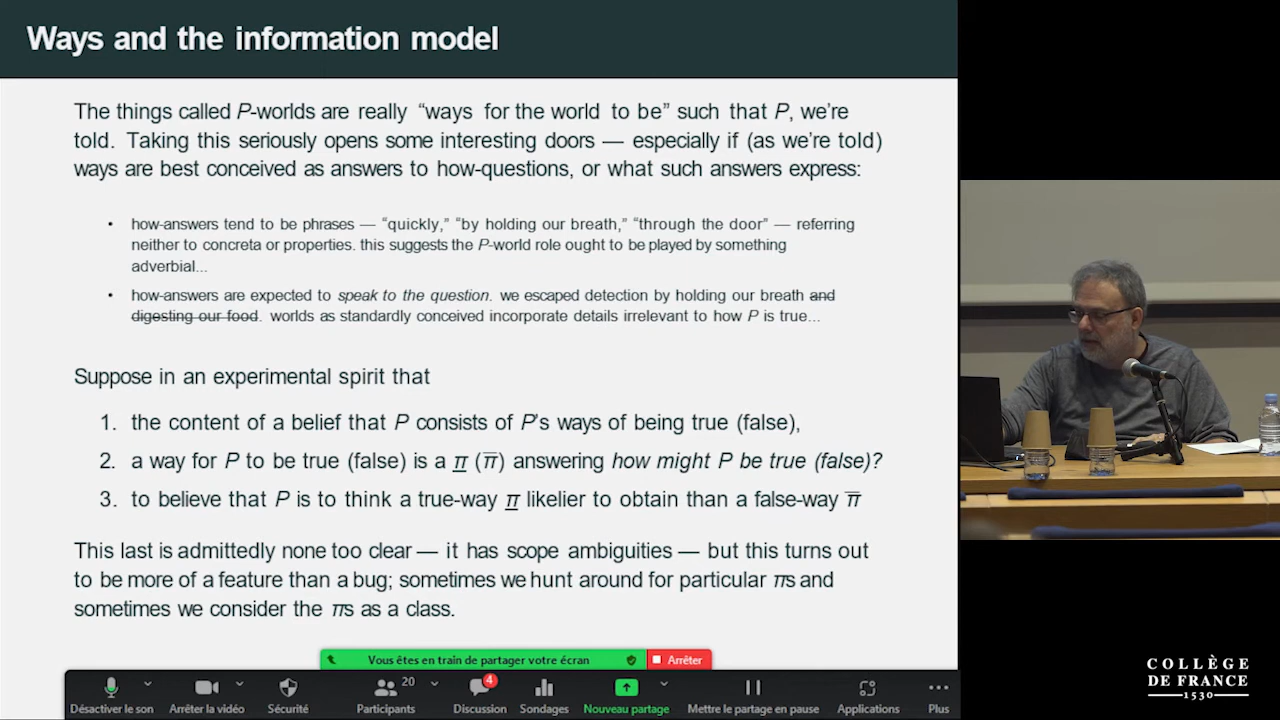 Ways and the information model
The things called P-worlds are really “ways for the world to be” such that P, we’re
told. Taking this seriously opens some interesting doors — especially if (as we’re told)
ways are best conceived as answers to how-questions, or what such answers express:
• how-answers tend to be phrases — “quickly,” “by holding our breath,” “through the door” — referring
neither to concreta or properties. this suggests the P-world role ought to be played by something
adverbial...
• how-answers are expected to speak to the question. we escaped detection by holding our breath and
digesting our food. worlds as standardly conceived incorporate details irrelevant to how P is true...
Suppose in an experimental spirit that
1. the content of a belief that P consists of P’s ways of being true (false),
2. a way for P to be true (false) is a π (π̅) answering how might P be true (false)?
3. to believe that P is to think a true-way π likelier to obtain than a false-way π̅
This last is admittedly none too clear — it has scope ambiguities — but this turns out
to be more of a feature than a bug; sometimes we hunt around for particular πs and
sometimes we consider the πs as a class.
Vous êtes en train de partager votre écran
Arrêter
20
4
Désactiver le son
Arrêter la vidéo
Sécurité
Participants
Discussion
Sondages
Nouveau partage
Mettre le partage en pause
Applications
Plus
COLLÈGE
DE FRANCE
1530